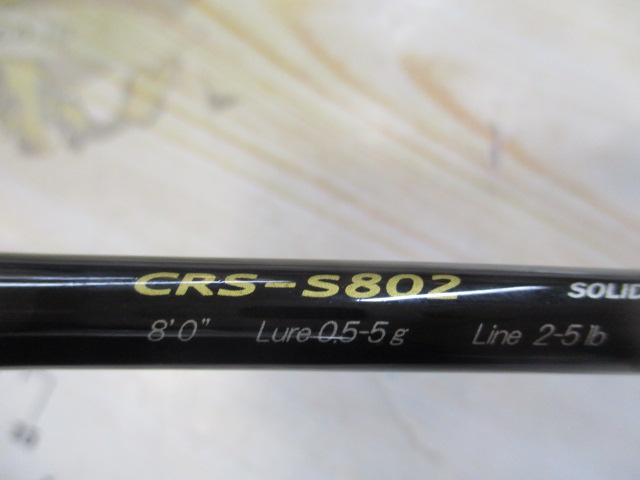 CRS-S802 SOLID
8'0" Lure 0.5-5g Line 2-5lb